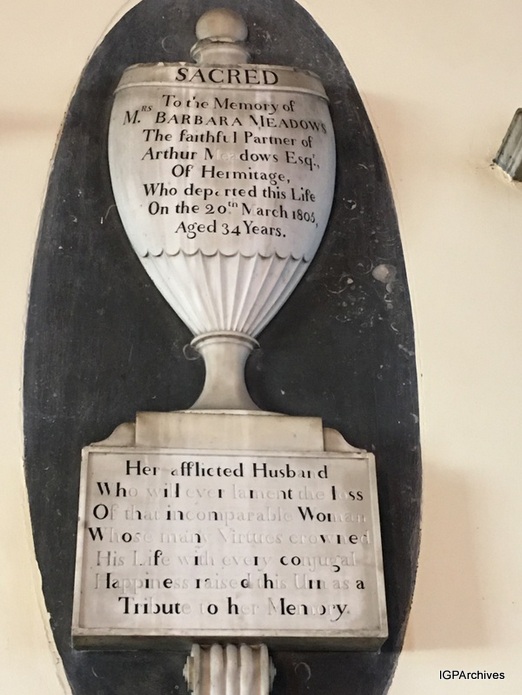 SACRED
To the Memory of
Mrs BARBARA MEADOWS
The faithful Partner of
Arthur Meadows Esqr,
Of Hermitage,
Who departed this Life
On the 20th March 1805,
Aged 34 Years.
Her afflicted Husband
Who will ever lament the loss
Of that incomparable Woman
Whose many Virtues crowned
His Life with every conjugal
Happiness raised this Urn as a
Tribute to her Memory.
IGPArchives